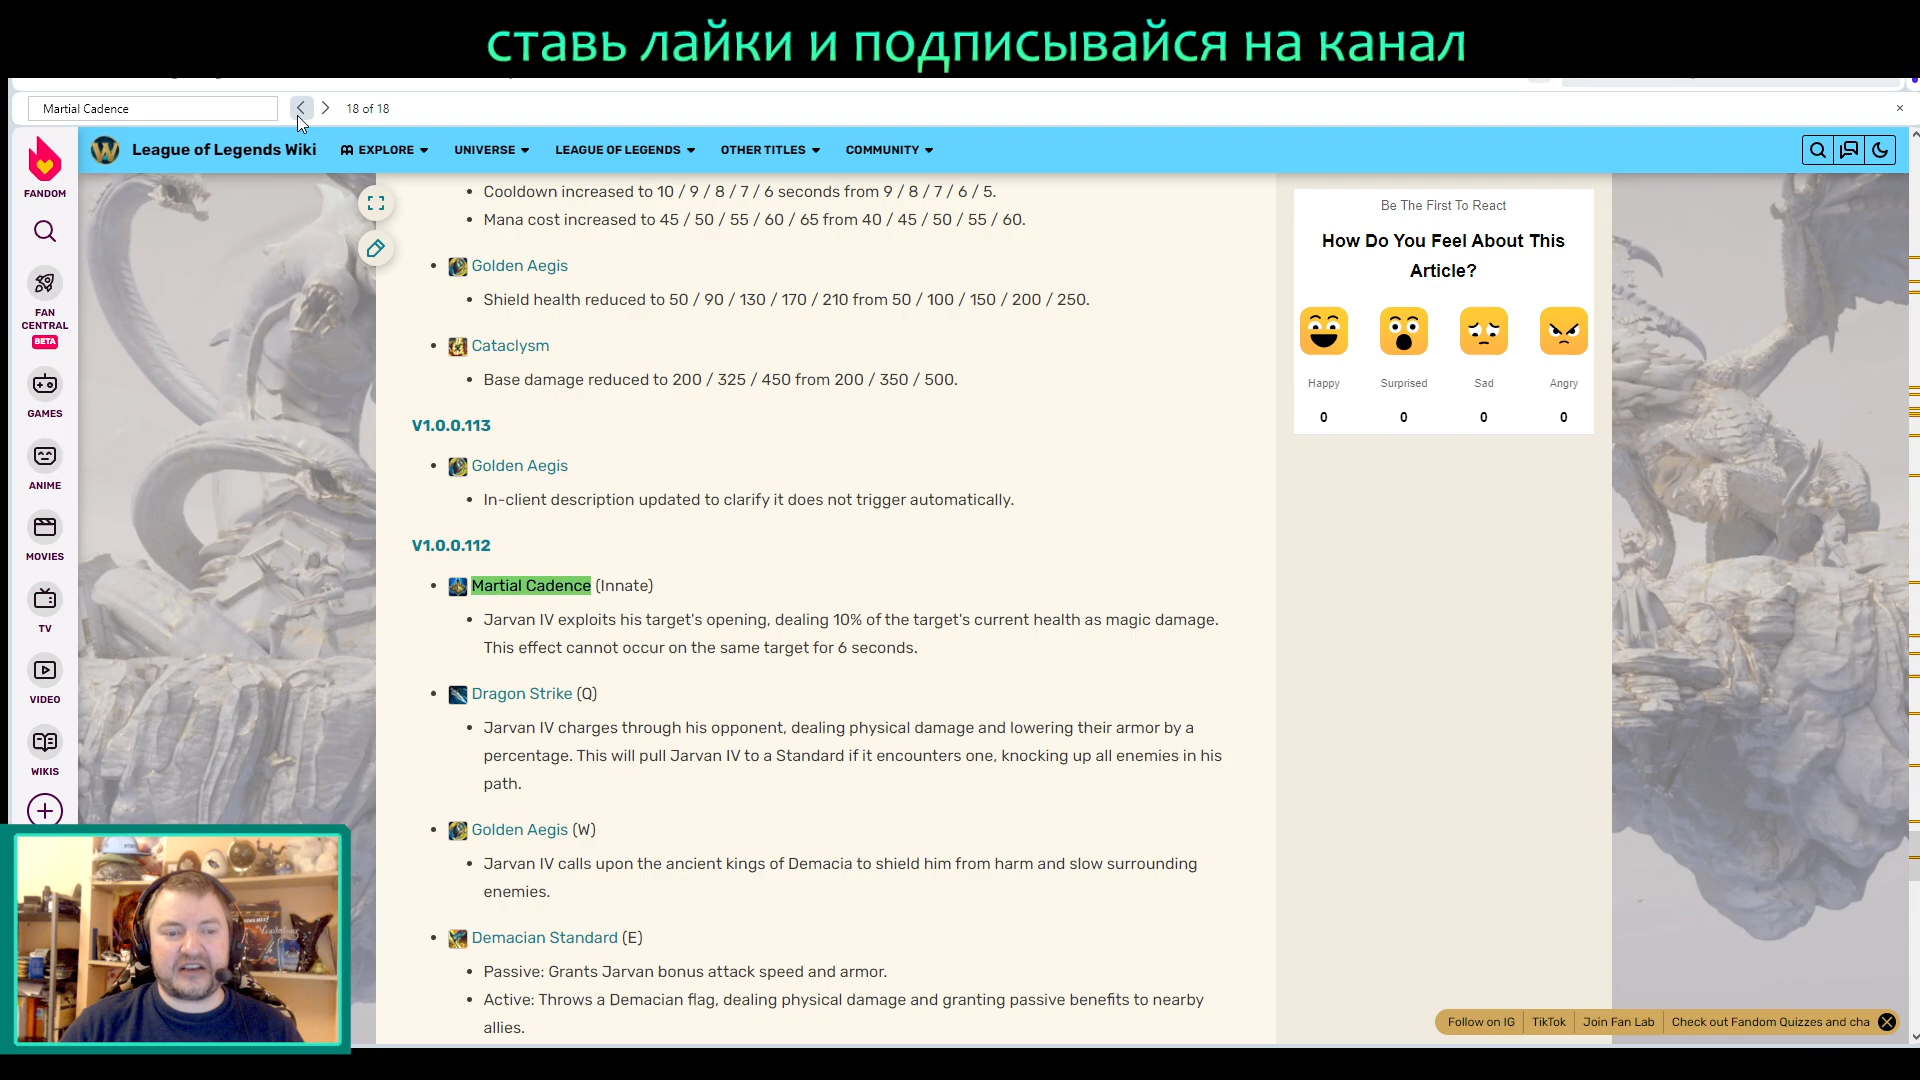 ставь лайки и подписывайся на канал
Martial Cadence
18 of 18
FANDOM
FAN CENTRAL
BETA
GAMES
ANIME
MOVIES
TV
VIDEO
WIKIS
League of Legends Wiki
EXPLORE
UNIVERSE
LEAGUE OF LEGENDS
OTHER TITLES
COMMUNITY
Cooldown increased to 10 / 9 / 8 / 7 / 6 seconds from 9 / 8 / 7 / 6 / 5.
Mana cost increased to 45 / 50 / 55 / 60 / 65 from 40 / 45 / 50 / 55 / 60.
Golden Aegis
Shield health reduced to 50 / 90 / 130 / 170 / 210 from 50 / 100 / 150 / 200 / 250.
Cataclysm
Base damage reduced to 200 / 325 / 450 from 200 / 350 / 500.
V1.0.0.113
Golden Aegis
In-client description updated to clarify it does not trigger automatically.
V1.0.0.112
Martial Cadence (Innate)
Jarvan IV exploits his target's opening, dealing 10% of the target's current health as magic damage.
This effect cannot occur on the same target for 6 seconds.
Dragon Strike (Q)
Jarvan IV charges through his opponent, dealing physical damage and lowering their armor by a
percentage. This will pull Jarvan IV to a Standard if it encounters one, knocking up all enemies in his
path.
Golden Aegis (W)
Jarvan IV calls upon the ancient kings of Demacia to shield him from harm and slow surrounding
enemies.
Demacian Standard (E)
Passive: Grants Jarvan bonus attack speed and armor.
Active: Throws a Demacian flag, dealing physical damage and granting passive benefits to nearby
allies.
Be The First To React
How Do You Feel About This
Article?
Happy
Surprised
Sad
Angry
0
0
0
0
Follow on IG
TikTok
Join Fan Lab
Check out Fandom Quizzes and cha